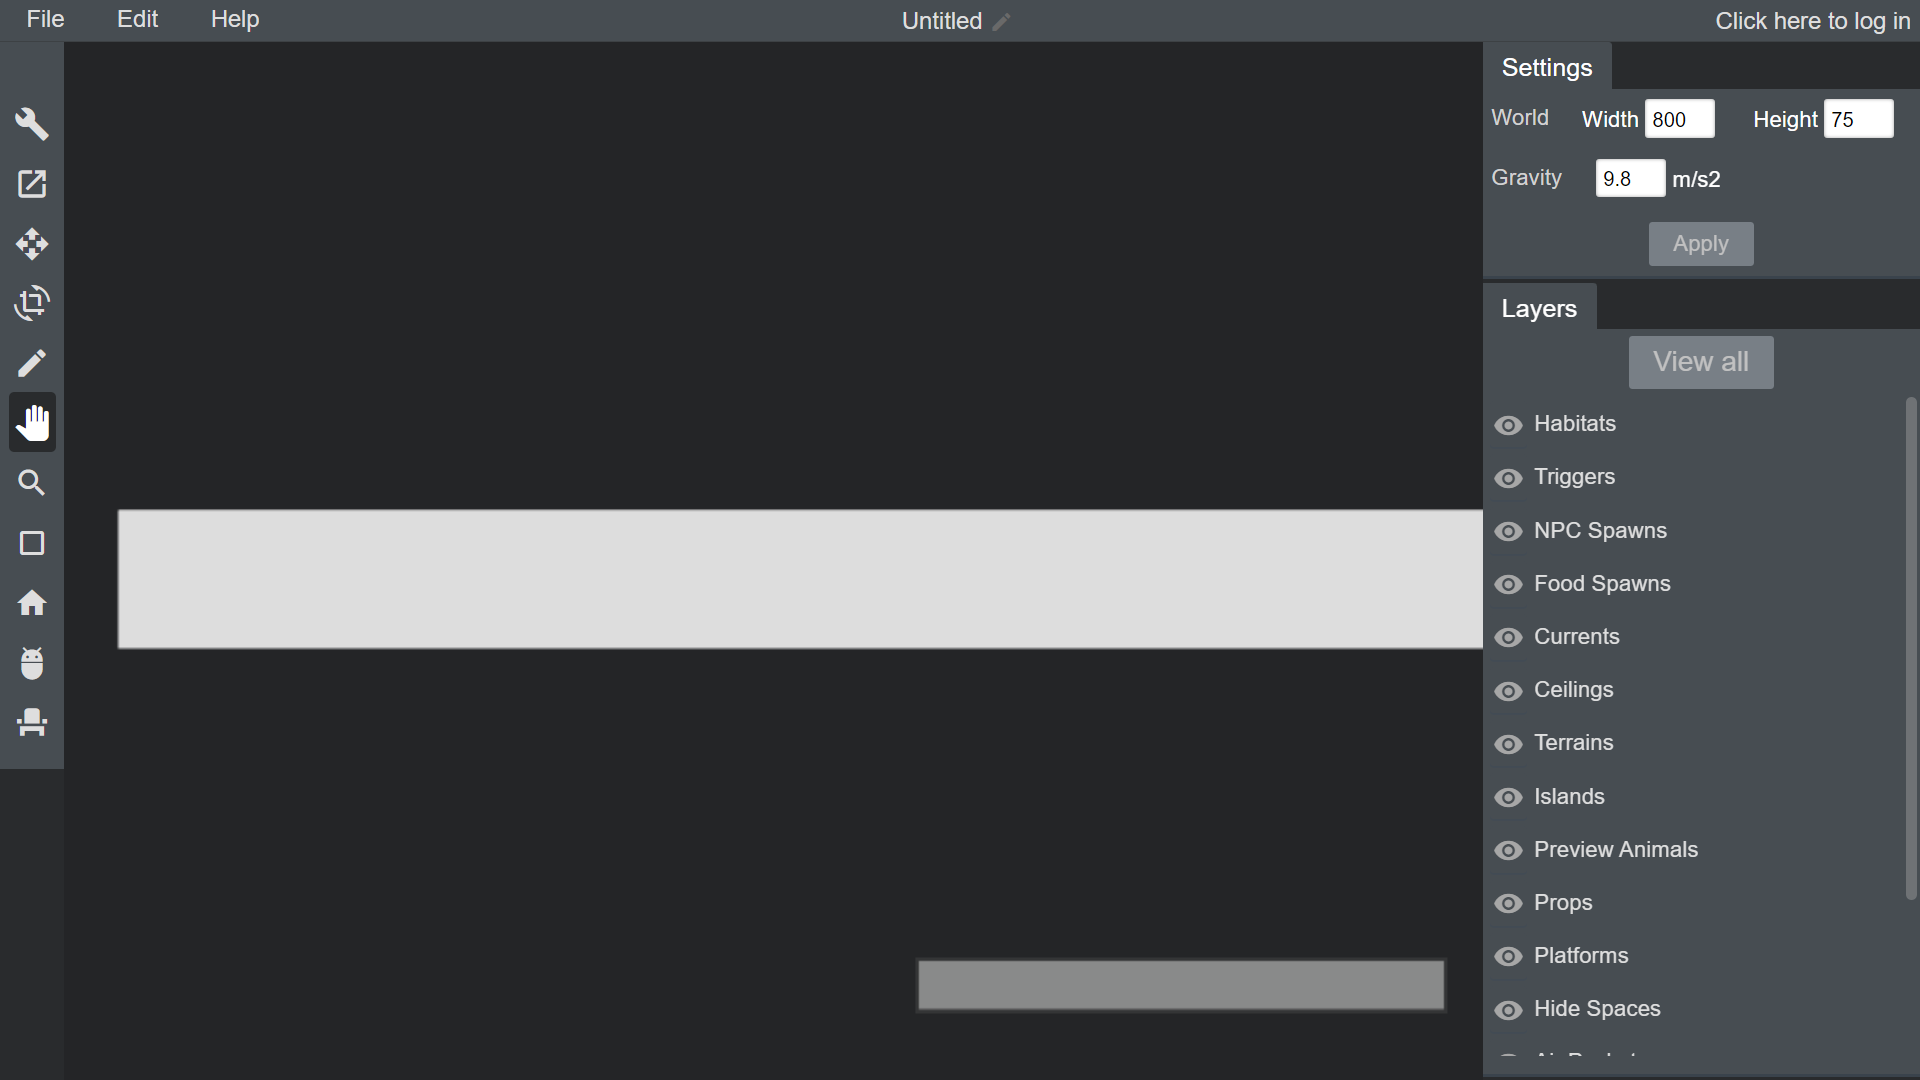 File Edit Help Untitled Click here to log in
Settings
World Width 800 Height 75
Gravity 9.8 m/s2
Apply
Layers
View all
Habitats
Triggers
NPC Spawns
Food Spawns
Currents
Ceilings
Terrains
Islands
Preview Animals
Props
Platforms
Hide Spaces